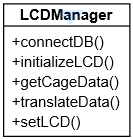 LCDManager
+connectDB()
+initializeLCD()
+getCageData()
+translateData()
+setLCD()